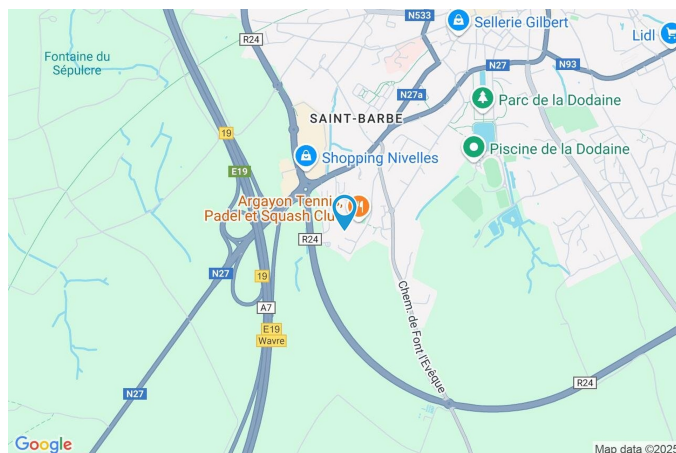 N533
Sellerie Gilbert
R24
Lidl
Fontaine du
Sépulcre
N27
N93
N27a
Parc de la Dodaine
SAINT-BARBE
19
Piscine de la Dodaine
E19
Shopping Nivelles
Argayon Tenni
Padel et Squash Clu
R24
N27
19
A7
Chem. de Font l'Evêque
E19
Wavre
R24
N27
Google
Map data ©2025